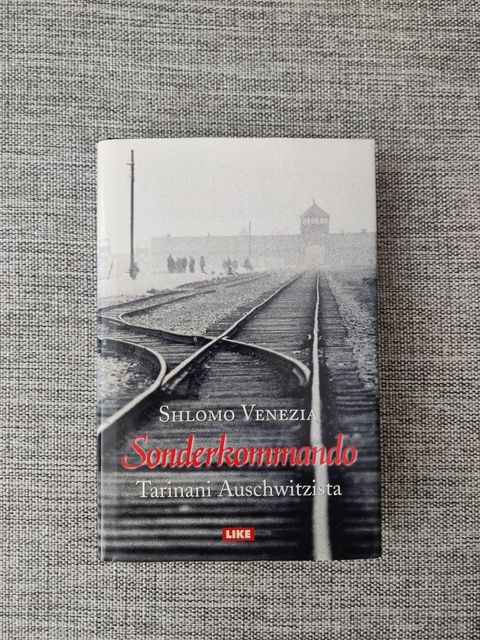 SHLOMO VENEZIA
Sonderkommando
Tarinani Auschwitzista
LIKE